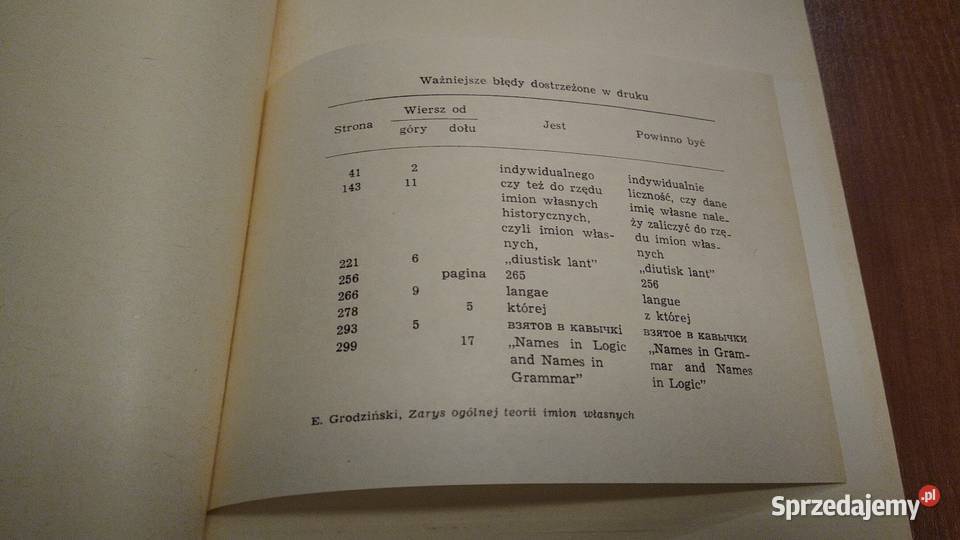 Ważniejsze błędy dostrzeżone w druku
Strona Wiersz od Jest Powinno być
góry dołu
41 2 indywidualnego indywidualnie
143 11 czy też do rzędu liczność, czy dane
imion własnych imię własne nale-
historycznych, ży zaliczyć do rzę-
czyli imion włas- du imion włas-
nych, nych
221 6 „diustisk lant” „diutisk lant”
256 pagina 265 256
266 9 langae langue
278 5 której z której
293 5 взятов в кавычкі взятое в кавычки
299 17 „Names in Logic „Names in Gram-
and Names in mar and Names
Grammar” in Logic”
E. Grodziński, Zarys ogólnej teorii imion własnych
Sprzedajemy.pl